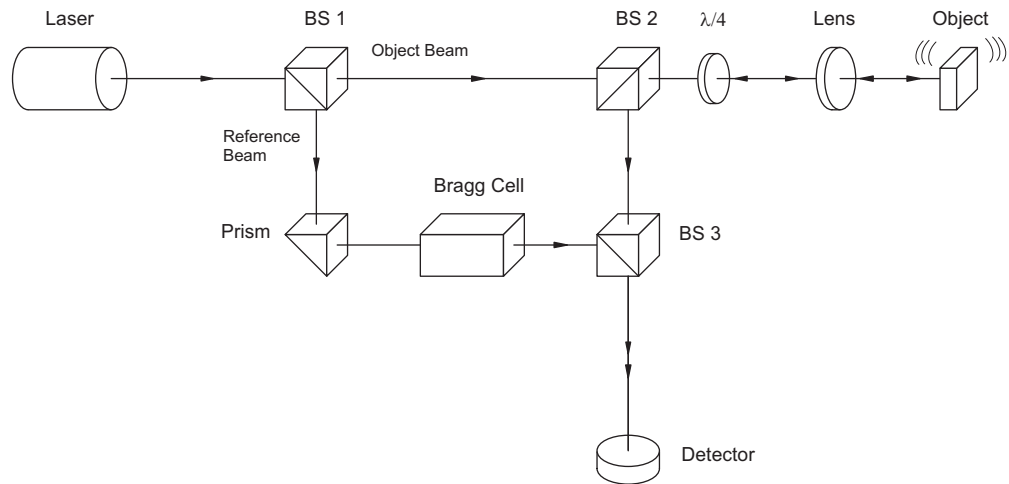 Laser
BS 1
BS 2
λ/4
Lens
Object
Object Beam
Reference
Beam
Bragg Cell
Prism
BS 3
Detector